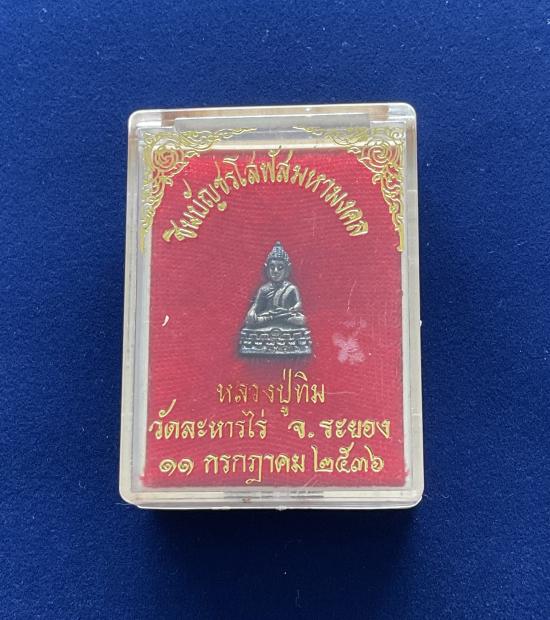 ชินบัญชรโสฬสมหามงคล
หลวงปู่ทิม
วัดละหารไร่ จ. ระยอง
๑๑ กรกฎาคม ๒๕๓๖